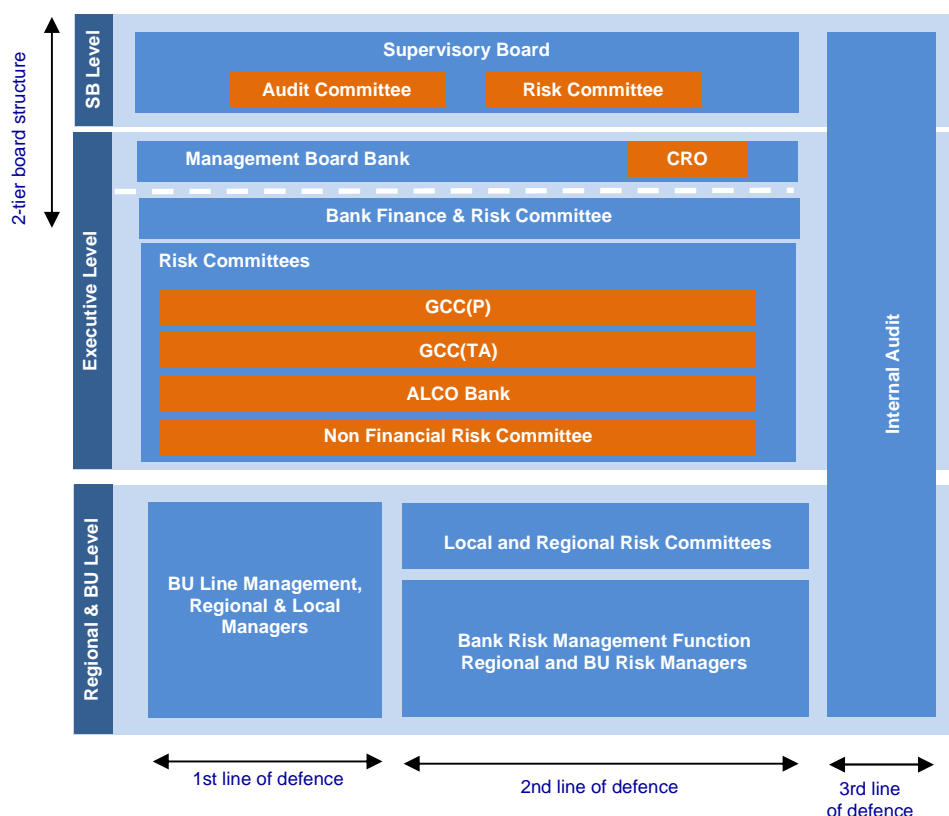 2-tier board structure
SB Level
Supervisory Board
Audit Committee
Risk Committee
Executive Level
Management Board Bank
CRO
Bank Finance & Risk Committee
Risk Committees
GCC(P)
GCC(TA)
ALCO Bank
Non Financial Risk Committee
Internal Audit
Regional & BU Level
BU Line Management,
Regional & Local
Managers
Local and Regional Risk Committees
Bank Risk Management Function
Regional and BU Risk Managers
1st line of defence
2nd line of defence
3rd line
of defence